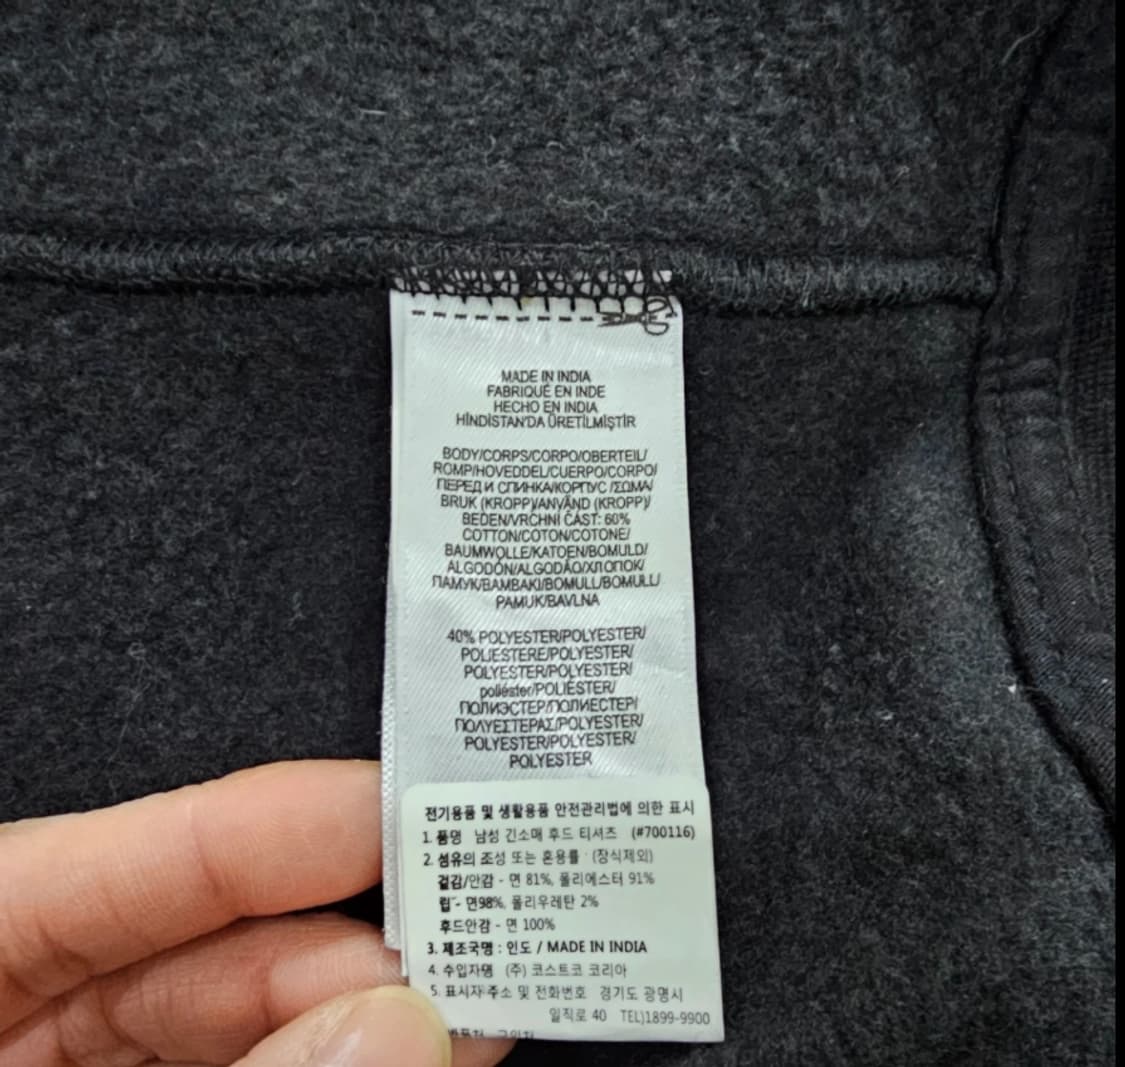 MADE IN INDIA
FABRIQUÉ EN INDE
HECHO EN INDIA
HİNDİSTAN'DA ÜRETİLMİŞTİR
BODY/CORPS/CORPO/OBERTEIL/
ROMP/HOVEDDEL/CUERPO/CORPO/
ПЕРЕД И СПИНКА/КОРПУС /ΣΩΜΑ/
BRUK (KROPP)/ANVÄND (KROPP)/
BEDEN/VRCHNÍ ČÁST: 60%
COTTON/COTON/COTONE/
BAUMWOLLE/KATOEN/BOMULD/
ALGODÓN/ALGODÃO/ХЛОПОК/
ПАМУК/ΒΑΜΒΑΚΙ/BOMULL/BOMULL/
PAMUK/BAVLNA
40% POLYESTER/POLYESTER/
POLIESTERE/POLYESTER/
POLYESTER/POLYESTER/
poliéster/POLIÉSTER/
ПОЛИЭСТЕР/ПОЛИЕСТЕР/
ΠΟΛΥΕΣΤΕΡΑΣ/POLYESTER/
POLYESTER/POLYESTER/
POLYESTER
전기용품 및 생활용품 안전관리법에 의한 표시
1. 품명 남성 긴소매 후드 티셔츠 (#700116)
2. 섬유의 조성 또는 혼용률 : (장식제외)
겉감/안감 - 면 81%, 폴리에스터 91%
립 - 면98%, 폴리우레탄 2%
후드안감 - 면 100%
3. 제조국명 : 인도 / MADE IN INDIA
4. 수입자명 (주) 코스트코 코리아
5. 표시자 주소 및 전화번호 경기도 광명시
일직로 40 TEL)1899-9900